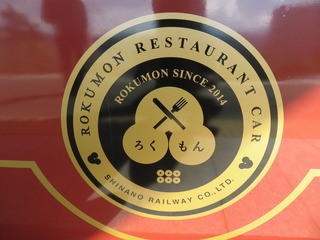 ROKUMON RESTAURANT CAR
ROKUMON SINCE 2014
ろく もん
SHINANO RAILWAY CO., LTD.